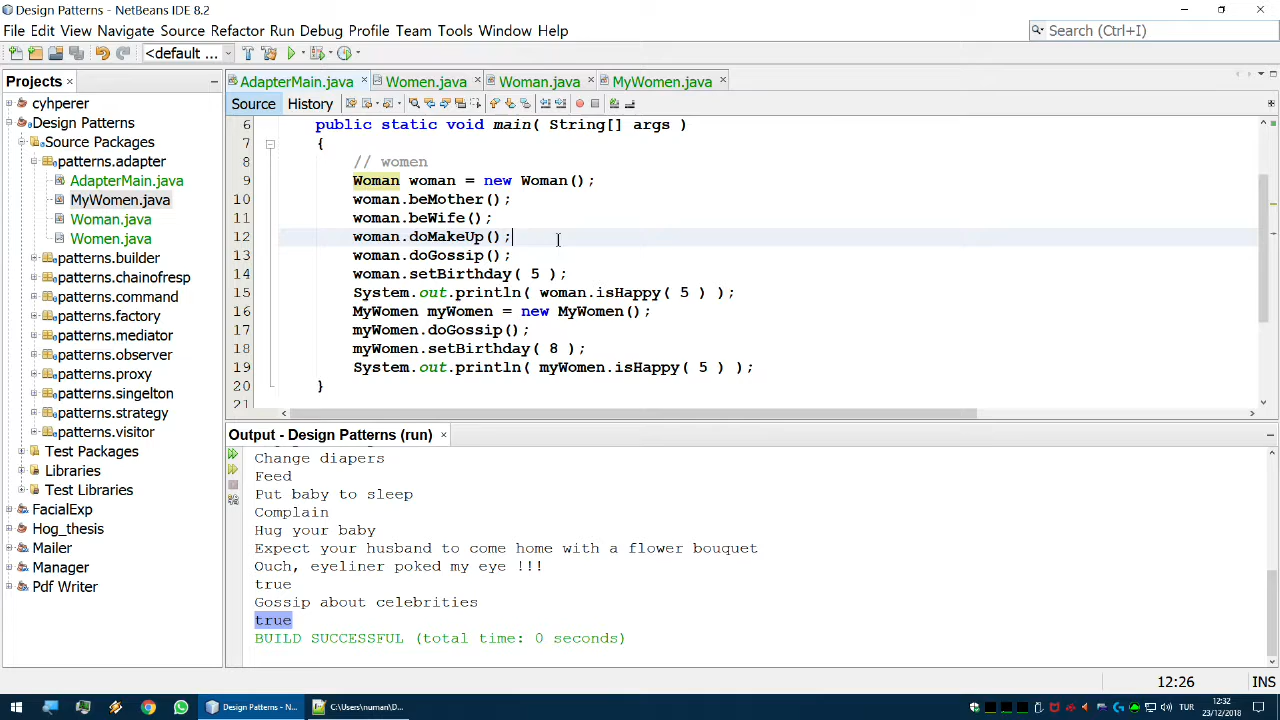 Design Patterns - NetBeans IDE 8.2
File Edit View Navigate Source Refactor Run Debug Profile Team Tools Window Help
Search (Ctrl+I)
<default ...
Projects
cyhperer
Design Patterns
Source Packages
patterns.adapter
AdapterMain.java
MyWomen.java
Woman.java
Women.java
patterns.builder
patterns.chainofresp
patterns.command
patterns.factory
patterns.mediator
patterns.observer
patterns.proxy
patterns.singelton
patterns.strategy
patterns.visitor
Test Packages
Libraries
Test Libraries
FacialExp
Hog_thesis
Mailer
Manager
Pdf Writer
AdapterMain.java Women.java Woman.java MyWomen.java
Source History
6 public static void main( String[] args )
7 {
8 // women
9 Woman woman = new Woman();
10 woman.beMother();
11 woman.beWife();
12 woman.doMakeUp();
13 woman.doGossip();
14 woman.setBirthday( 5 );
15 System.out.println( woman.isHappy( 5 ) );
16 MyWomen myWomen = new MyWomen();
17 myWomen.doGossip();
18 myWomen.setBirthday( 8 );
19 System.out.println( myWomen.isHappy( 5 ) );
20 }
21
Output - Design Patterns (run)
Change diapers
Feed
Put baby to sleep
Complain
Hug your baby
Expect your husband to come home with a flower bouquet
Ouch, eyeliner poked my eye !!!
true
Gossip about celebrities
true
BUILD SUCCESSFUL (total time: 0 seconds)
12:26 INS
Design Patterns - N...
C:\Users\numan\D...
TUR
12:32
23/12/2018